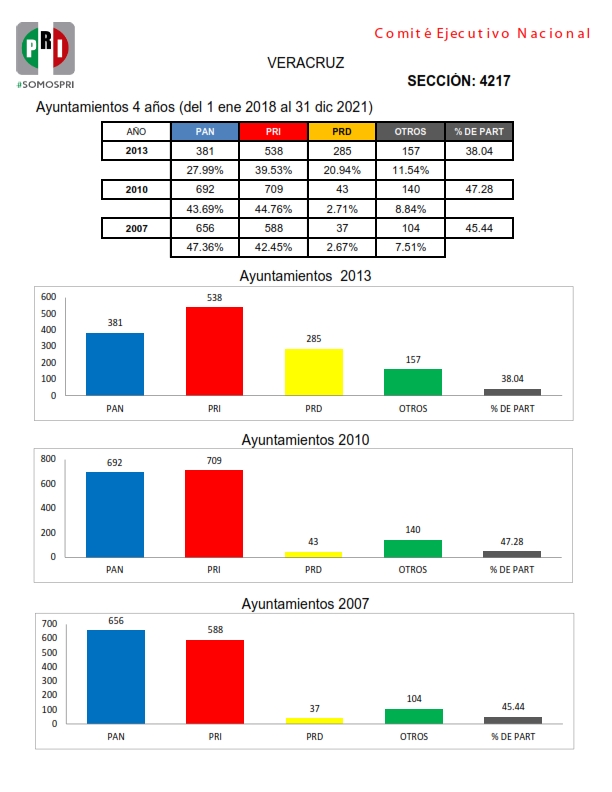 Comité Ejecutivo Nacional
PRI
#SOMOSPRI
VERACRUZ
SECCIÓN: 4217
Ayuntamientos 4 años (del 1 ene 2018 al 31 dic 2021)
AÑO PAN PRI PRD OTROS % DE PART
2013 381 538 285 157 38.04
27.99% 39.53% 20.94% 11.54%
2010 692 709 43 140 47.28
43.69% 44.76% 2.71% 8.84%
2007 656 588 37 104 45.44
47.36% 42.45% 2.67% 7.51%
Ayuntamientos 2013
600
500
400
300
200
100
0
381 538 285 157 38.04
PAN PRI PRD OTROS % DE PART
Ayuntamientos 2010
800
600
400
200
0
692 709 43 140 47.28
PAN PRI PRD OTROS % DE PART
Ayuntamientos 2007
700
600
500
400
300
200
100
0
656 588 37 104 45.44
PAN PRI PRD OTROS % DE PART